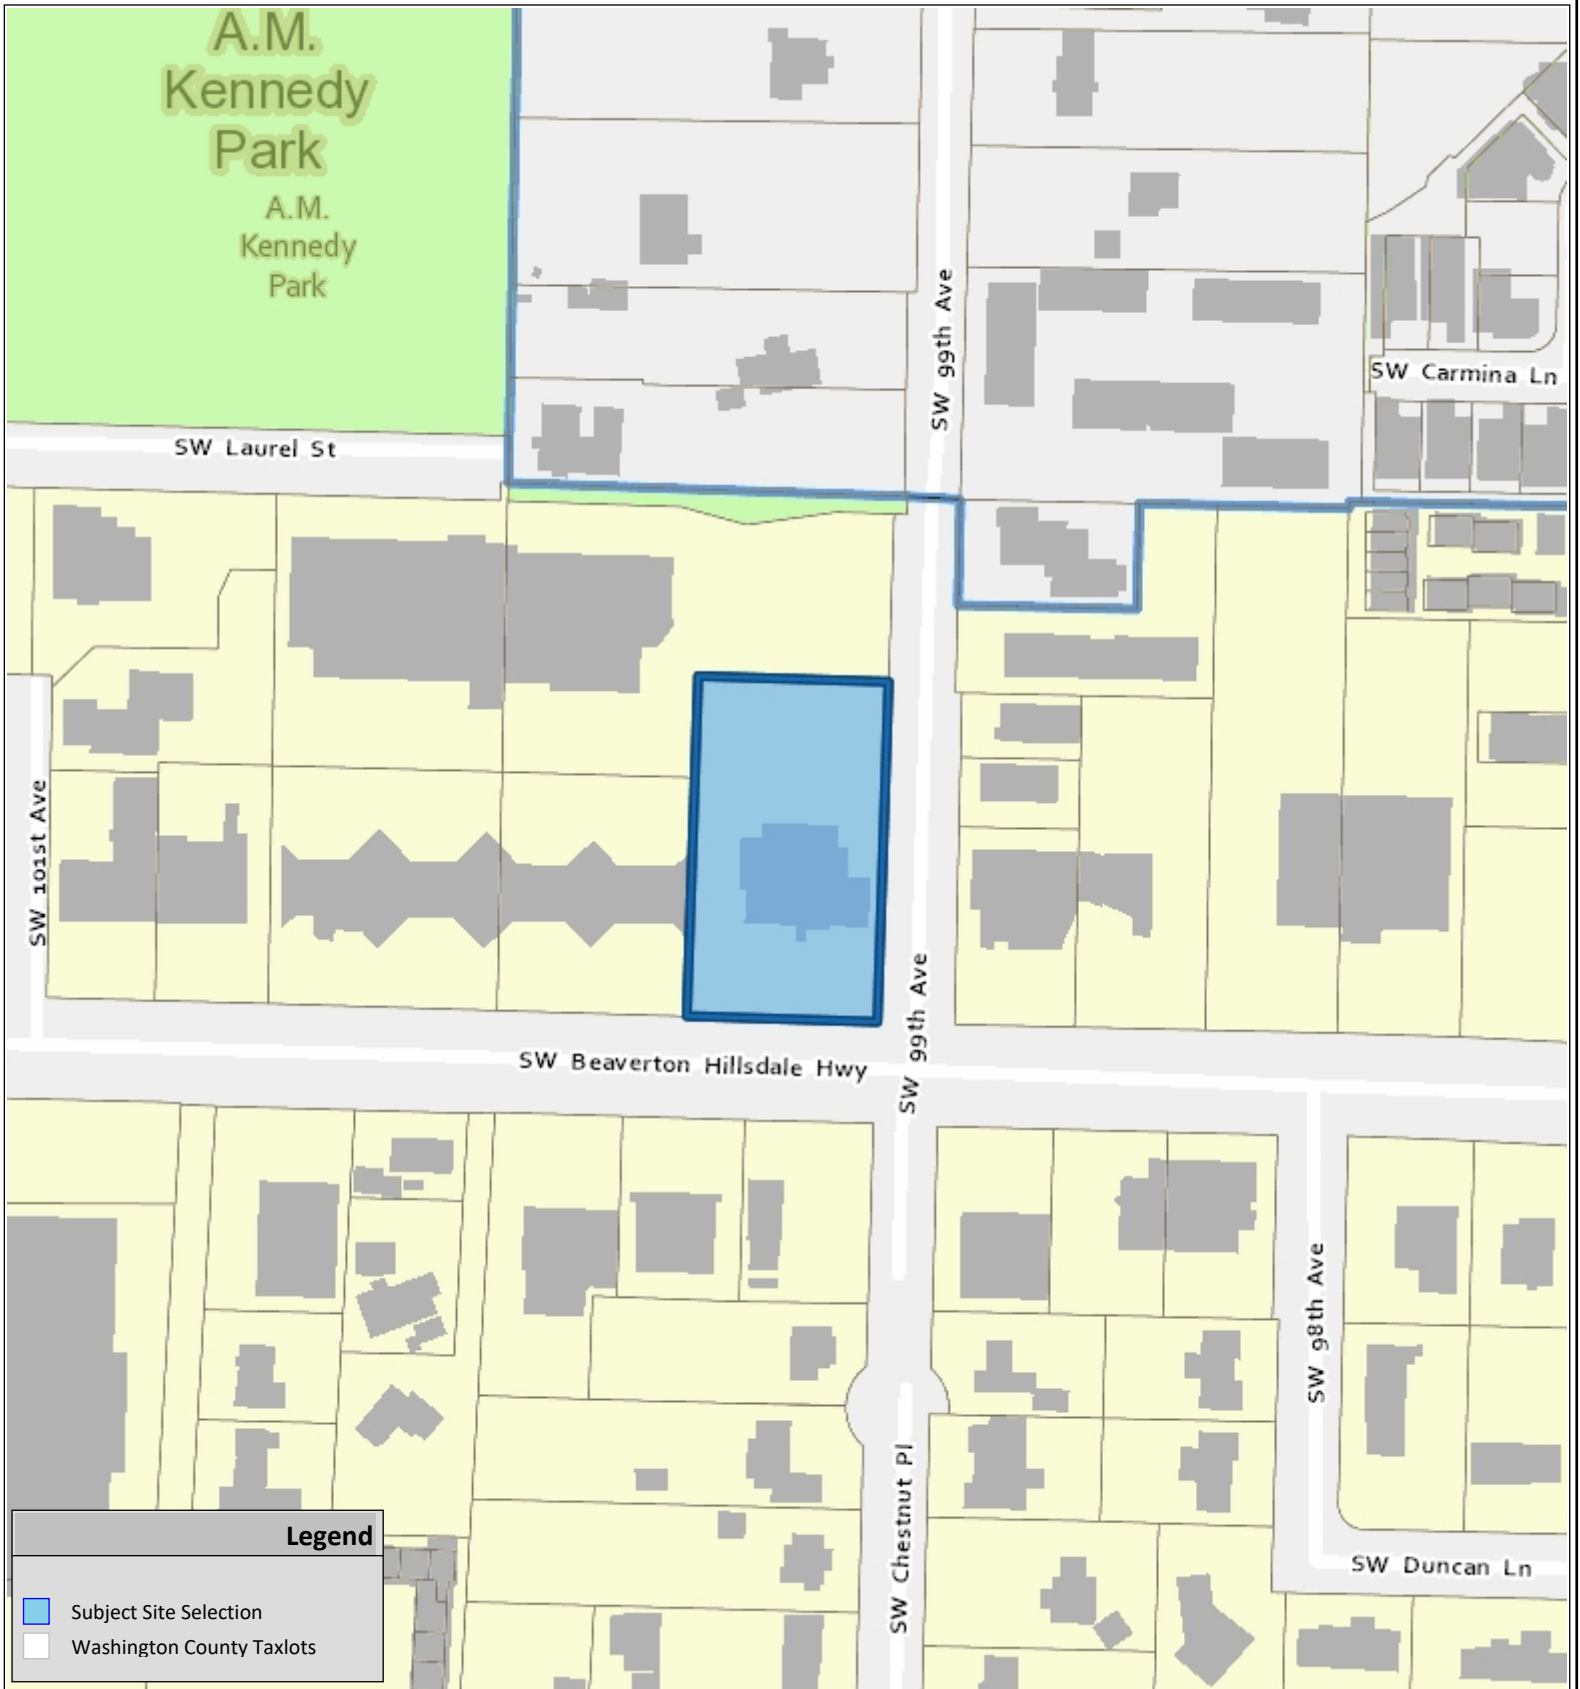 A.M.
Kennedy
Park
A.M.
Kennedy
Park
SW 99th Ave
SW Carmina Ln
SW Laurel St
SW 101st Ave
SW 99th Ave
SW Beaverton Hillsdale Hwy
SW 98th Ave
SW Chestnut Pl
SW Duncan Ln
Legend
Subject Site Selection
Washington County Taxlots